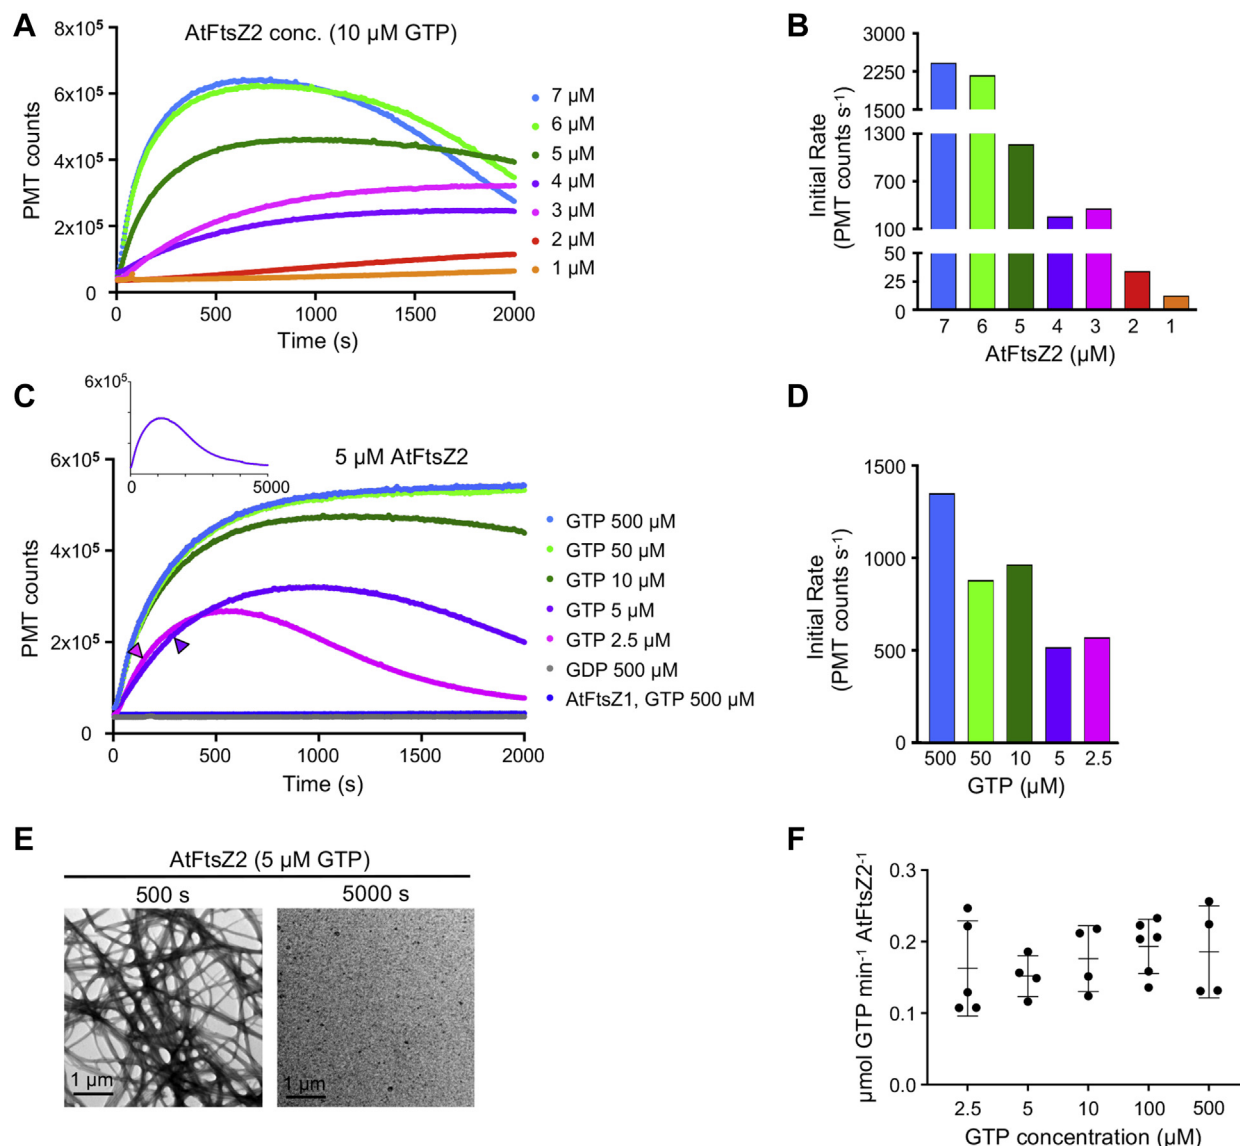 A
AtFtsZ2 conc. (10 µM GTP)
8x10⁵
6x10⁵
4x10⁵
2x10⁵
0
PMT counts
0 500 1000 1500 2000
Time (s)
7 µM
6 µM
5 µM
4 µM
3 µM
2 µM
1 µM
B
Initial Rate
(PMT counts s⁻¹)
3000
2250
1500
1300
700
100
50
25
0
7 6 5 4 3 2 1
AtFtsZ2 (µM)
C
6x10⁵
0 5000
5 µM AtFtsZ2
6x10⁵
4x10⁵
2x10⁵
0
PMT counts
0 500 1000 1500 2000
Time (s)
GTP 500 µM
GTP 50 µM
GTP 10 µM
GTP 5 µM
GTP 2.5 µM
GDP 500 µM
AtFtsZ1, GTP 500 µM
D
Initial Rate
(PMT counts s⁻¹)
1500
1000
500
0
500 50 10 5 2.5
GTP (µM)
E
AtFtsZ2 (5 µM GTP)
500 s 5000 s
1 µm 1 µm
F
µmol GTP min⁻¹ AtFtsZ2⁻¹
0.3
0.2
0.1
0.0
2.5 5 10 100 500
GTP concentration (µM)